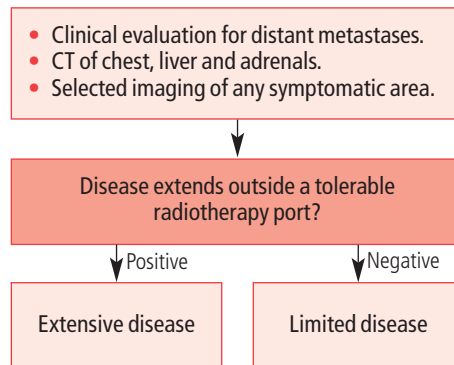 • Clinical evaluation for distant metastases.
• CT of chest, liver and adrenals.
• Selected imaging of any symptomatic area.
Disease extends outside a tolerable
radiotherapy port?
Positive
Negative
Extensive disease
Limited disease